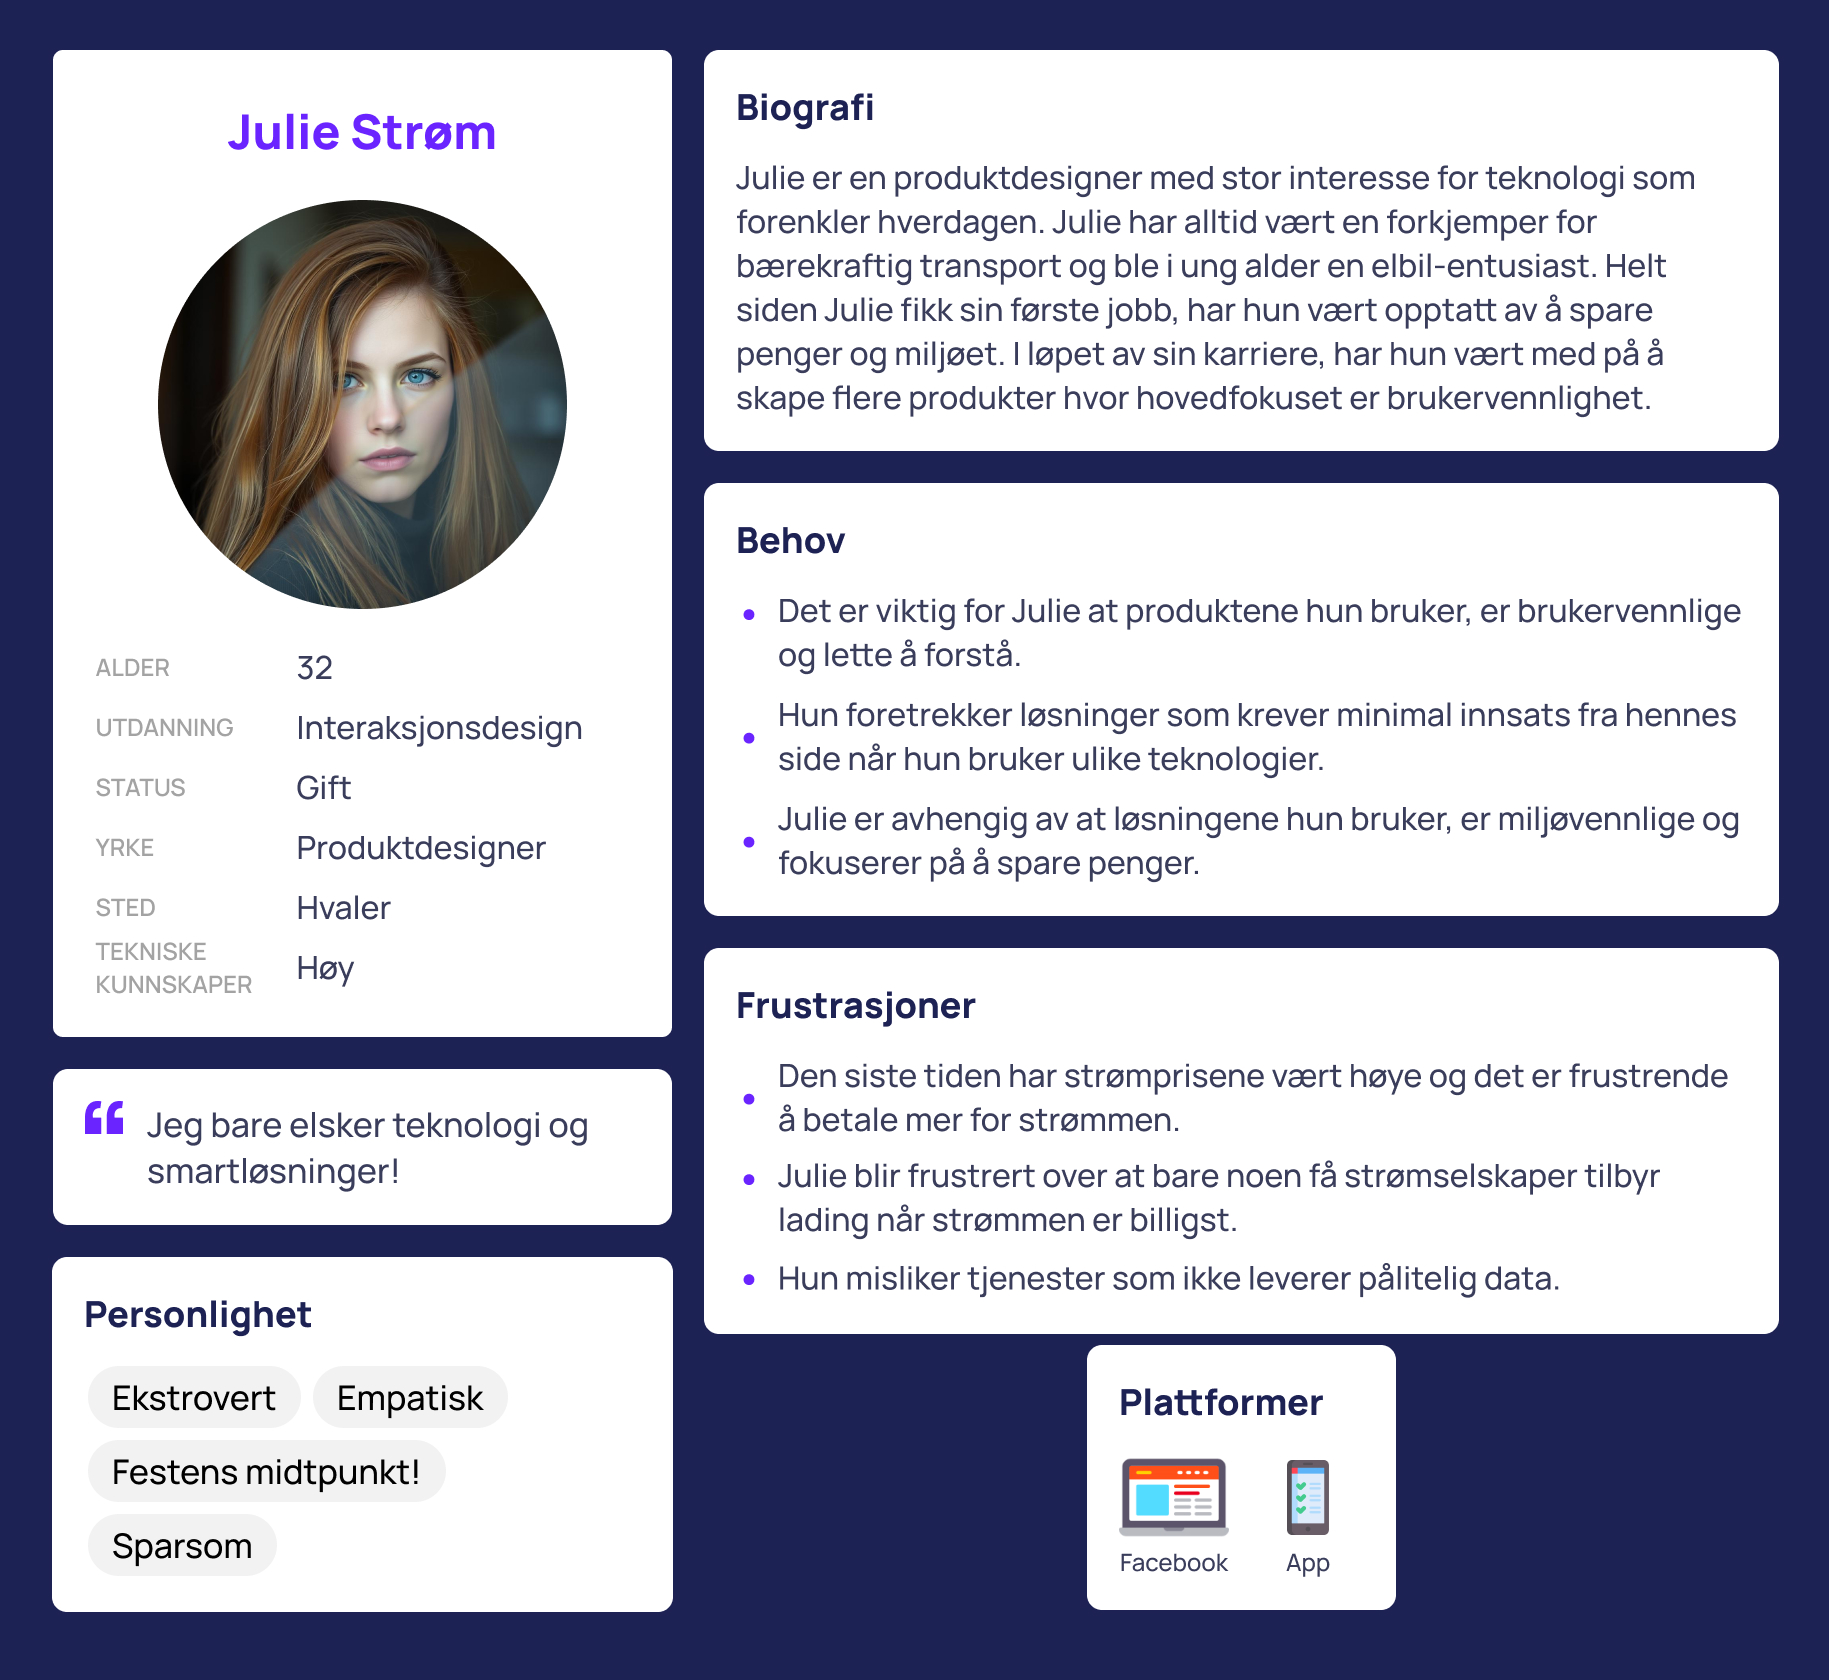 Julie Strøm
ALDER 32
UTDANNING Interaksjonsdesign
STATUS Gift
YRKE Produktdesigner
STED Hvaler
TEKNISKE
KUNNSKAPER Høy
“ Jeg bare elsker teknologi og
smartløsninger!
Personlighet
Ekstrovert Empatisk
Festens midtpunkt!
Sparsom
Biografi
Julie er en produktdesigner med stor interesse for teknologi som
forenkler hverdagen. Julie har alltid vært en forkjemper for
bærekraftig transport og ble i ung alder en elbil-entusiast. Helt
siden Julie fikk sin første jobb, har hun vært opptatt av å spare
penger og miljøet. I løpet av sin karriere, har hun vært med på å
skape flere produkter hvor hovedfokuset er brukervennlighet.
Behov
• Det er viktig for Julie at produktene hun bruker, er brukervennlige
og lette å forstå.
• Hun foretrekker løsninger som krever minimal innsats fra hennes
side når hun bruker ulike teknologier.
• Julie er avhengig av at løsningene hun bruker, er miljøvennlige og
fokuserer på å spare penger.
Frustrasjoner
• Den siste tiden har strømprisene vært høye og det er frustrende
å betale mer for strømmen.
• Julie blir frustrert over at bare noen få strømselskaper tilbyr
lading når strømmen er billigst.
• Hun misliker tjenester som ikke leverer pålitelig data.
Plattformer
Facebook App